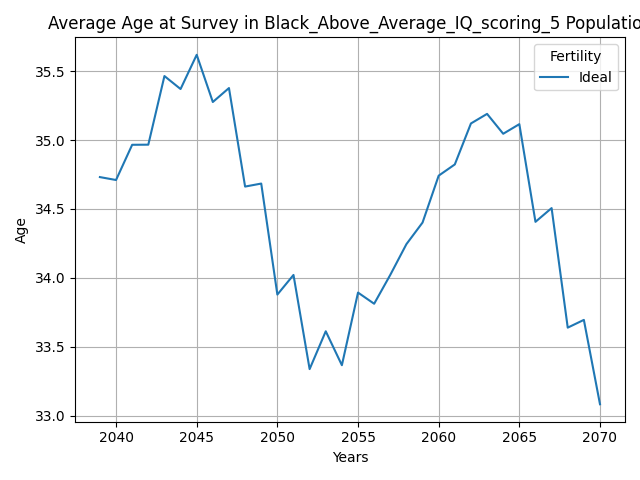 Average Age at Survey in Black_Above_Average_IQ_scoring_5 Populatio
Fertility
Ideal
35.5
35.0
34.5
34.0
33.5
33.0
Age
2040 2045 2050 2055 2060 2065 2070
Years